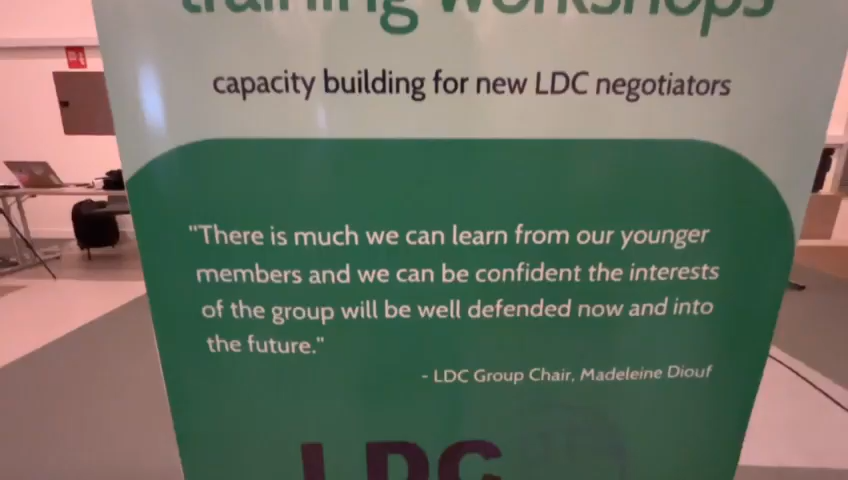 training workshops
capacity building for new LDC negotiators
"There is much we can learn from our younger
members and we can be confident the interests
of the group will be well defended now and into
the future."
- LDC Group Chair, Madeleine Diouf
LDC